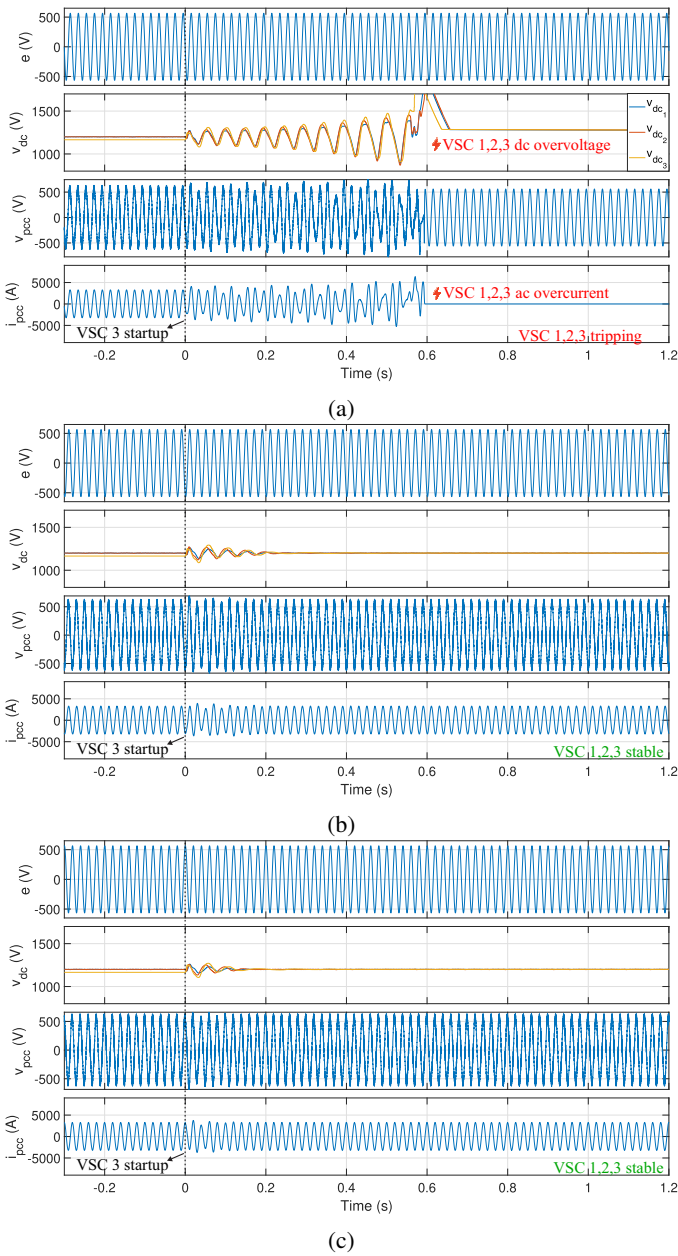 500
0
-500
e (V)
1500
1200
1000
v_dc (V)
v_dc1
v_dc2
v_dc3
VSC 1,2,3 dc overvoltage
500
0
-500
v_pcc (V)
5000
0
-5000
i_pcc (A)
VSC 1,2,3 ac overcurrent
VSC 3 startup
VSC 1,2,3 tripping
-0.2 0 0.2 0.4 0.6 0.8 1 1.2
Time (s)
(a)
500
0
-500
e (V)
1500
1000
v_dc (V)
500
0
-500
v_pcc (V)
5000
0
-5000
i_pcc (A)
VSC 3 startup
VSC 1,2,3 stable
-0.2 0 0.2 0.4 0.6 0.8 1 1.2
Time (s)
(b)
500
0
-500
e (V)
1500
1000
v_dc (V)
500
0
-500
v_pcc (V)
5000
0
-5000
i_pcc (A)
VSC 3 startup
VSC 1,2,3 stable
-0.2 0 0.2 0.4 0.6 0.8 1 1.2
Time (s)
(c)